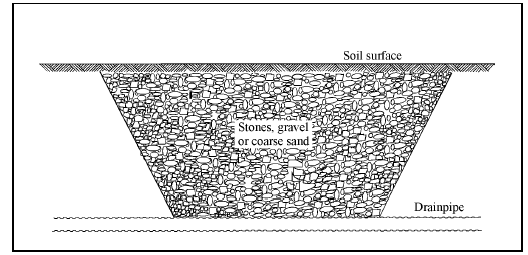 Soil surface
Stones, gravel
or coarse sand
Drainpipe